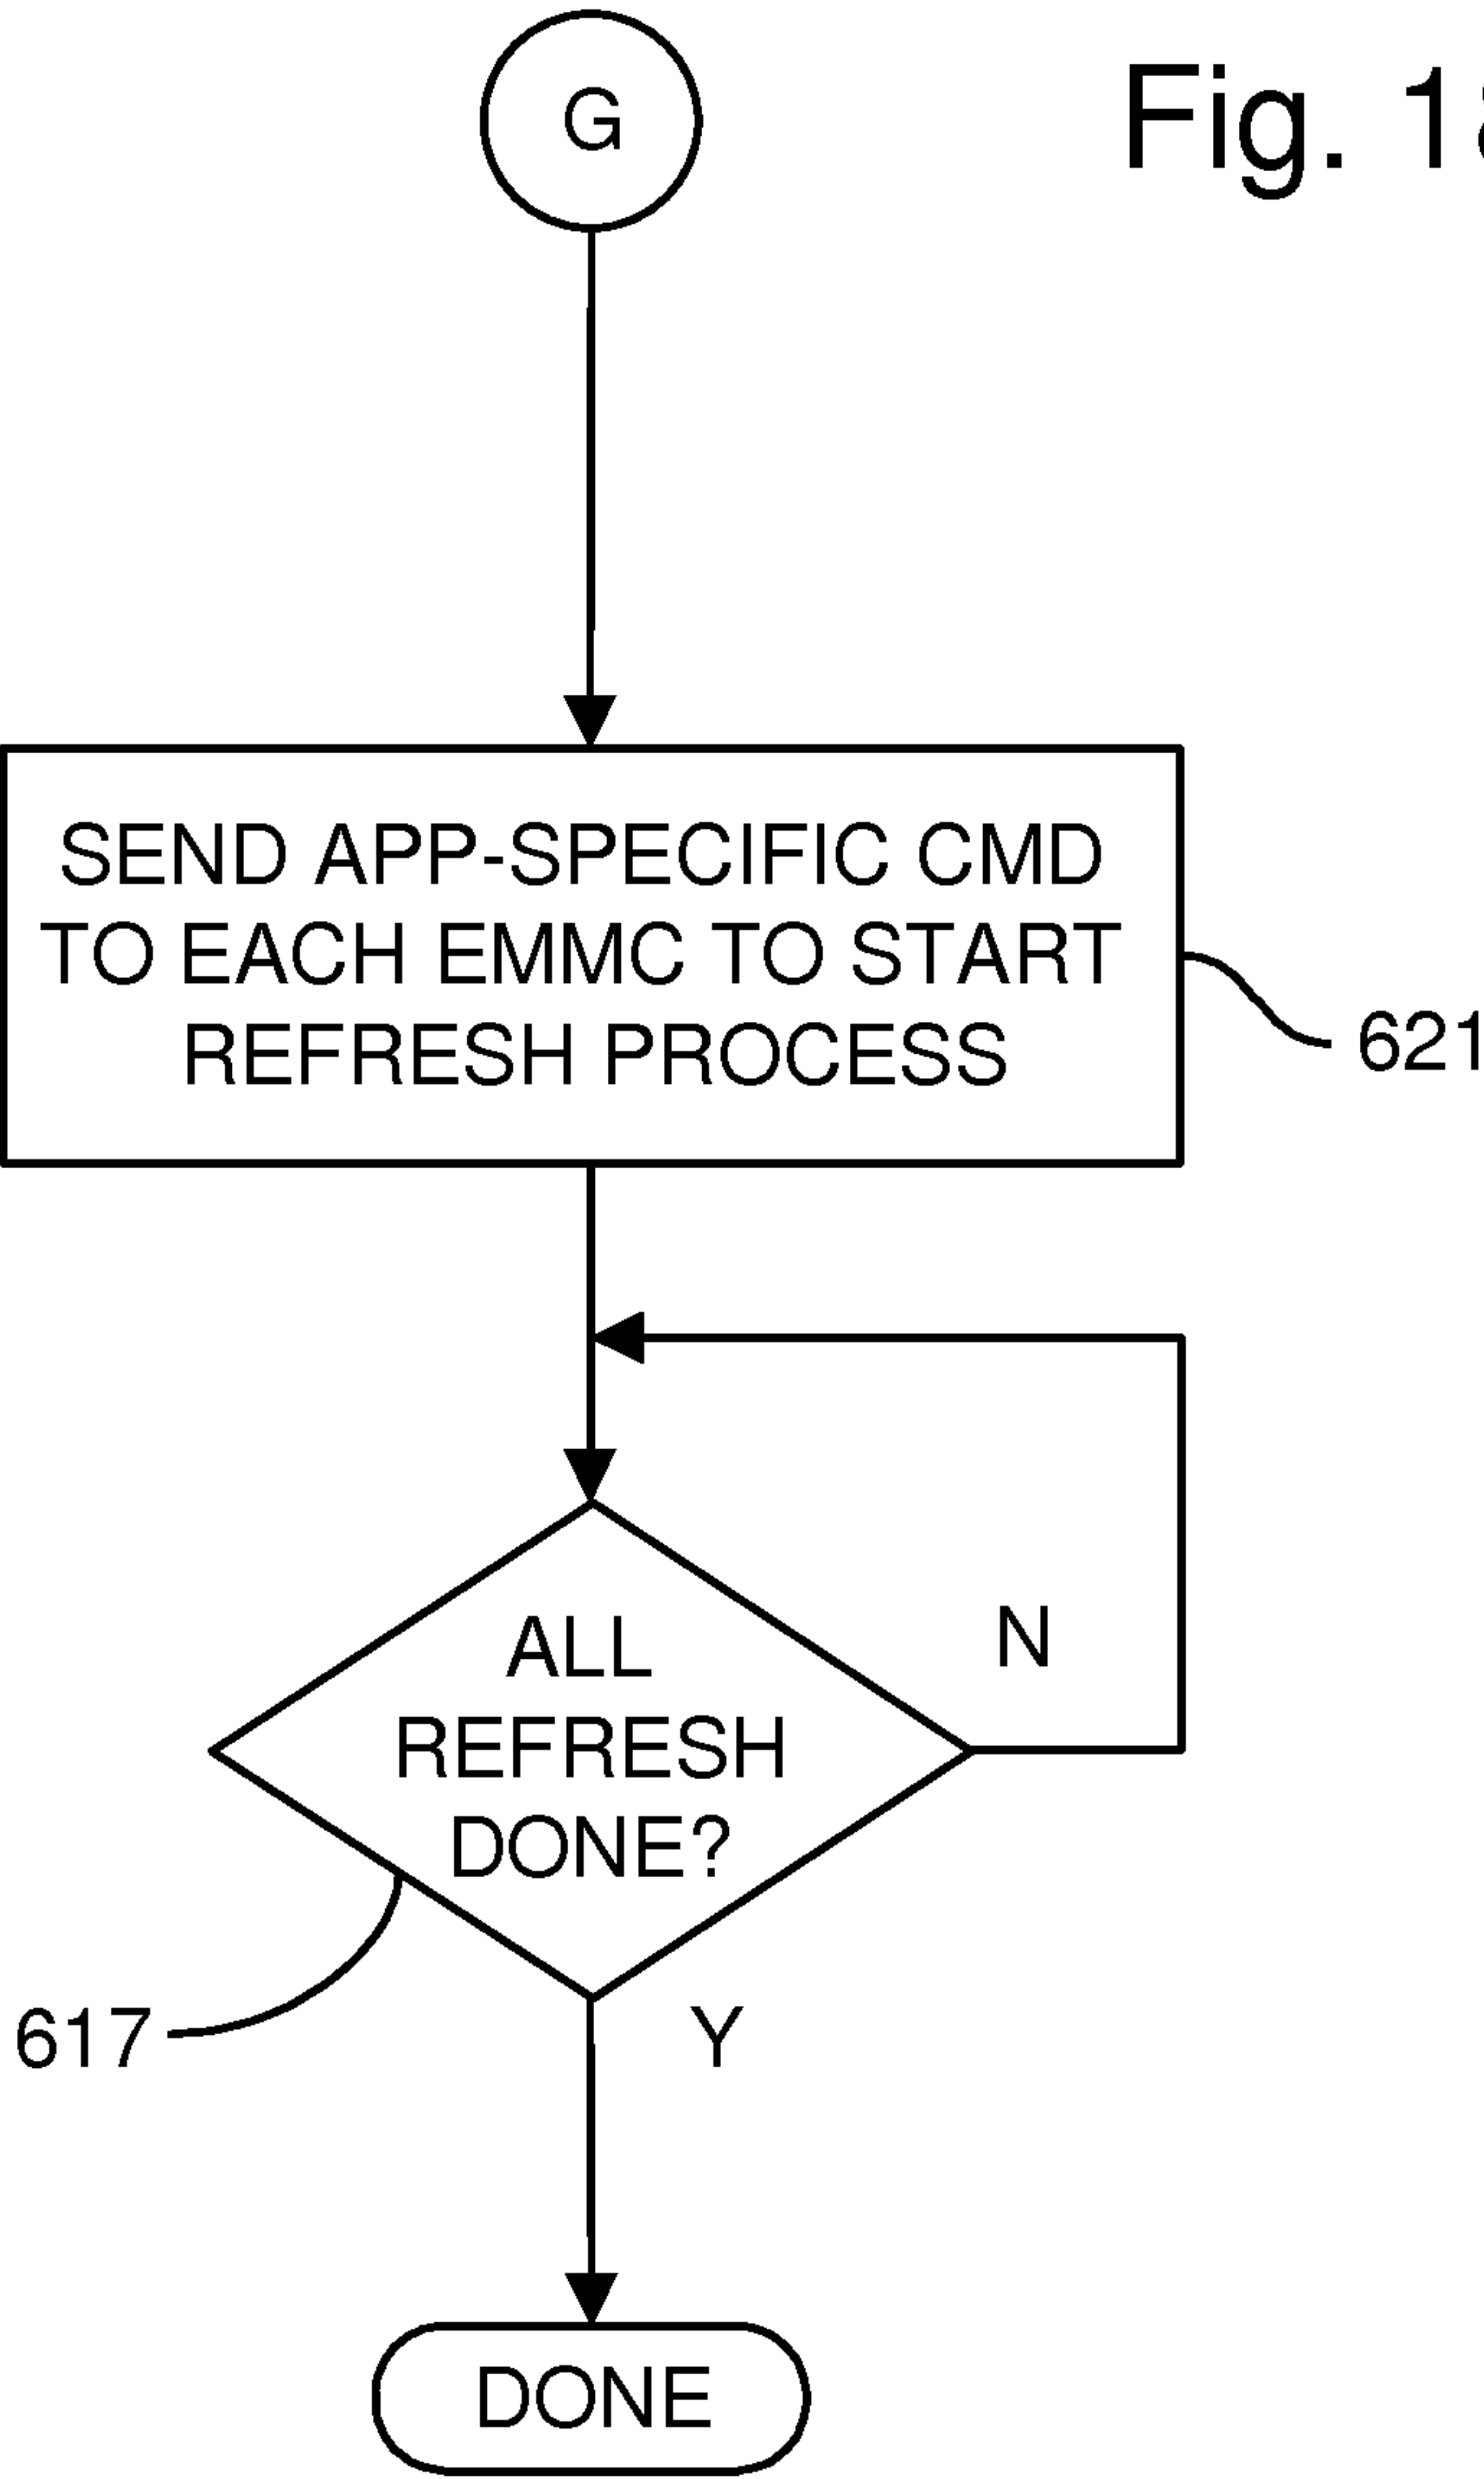 G
Fig. 1
SEND APP-SPECIFIC CMD
TO EACH EMMC TO START
REFRESH PROCESS
621
N
ALL
REFRESH
DONE?
617
Y
DONE